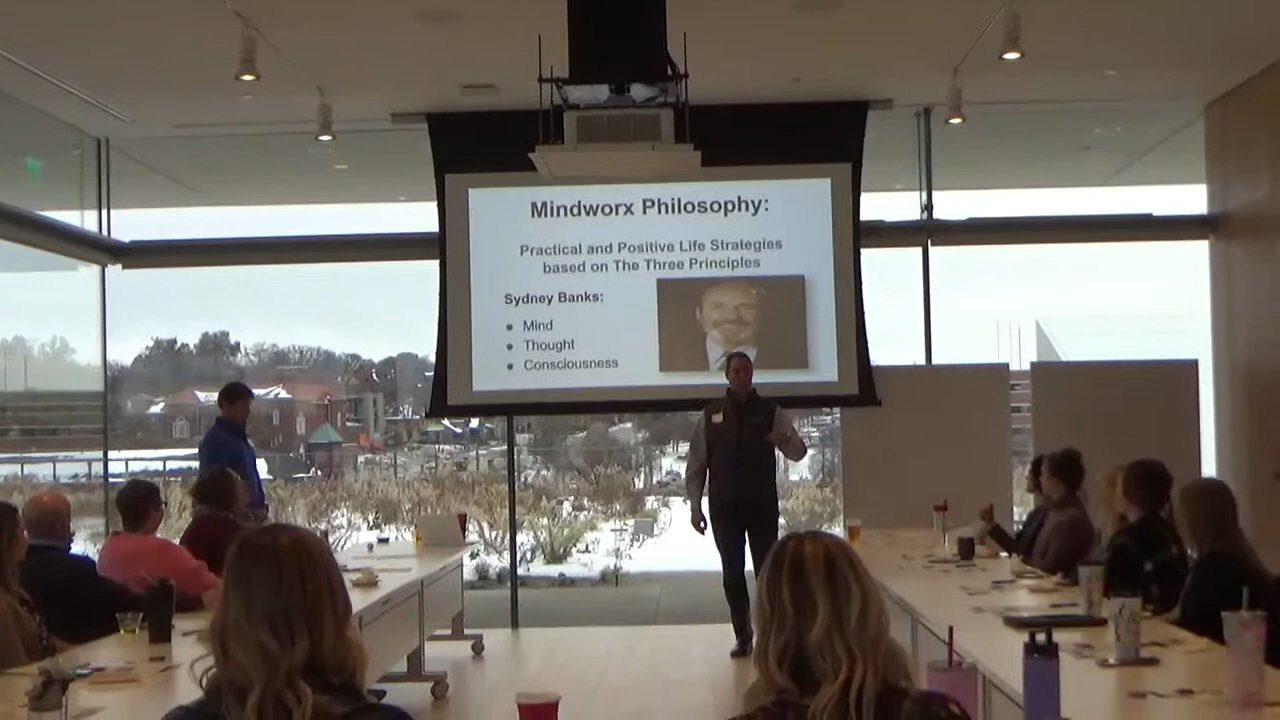 Mindworx Philosophy:
Practical and Positive Life Strategies
based on The Three Principles
Sydney Banks:
● Mind
● Thought
● Consciousness